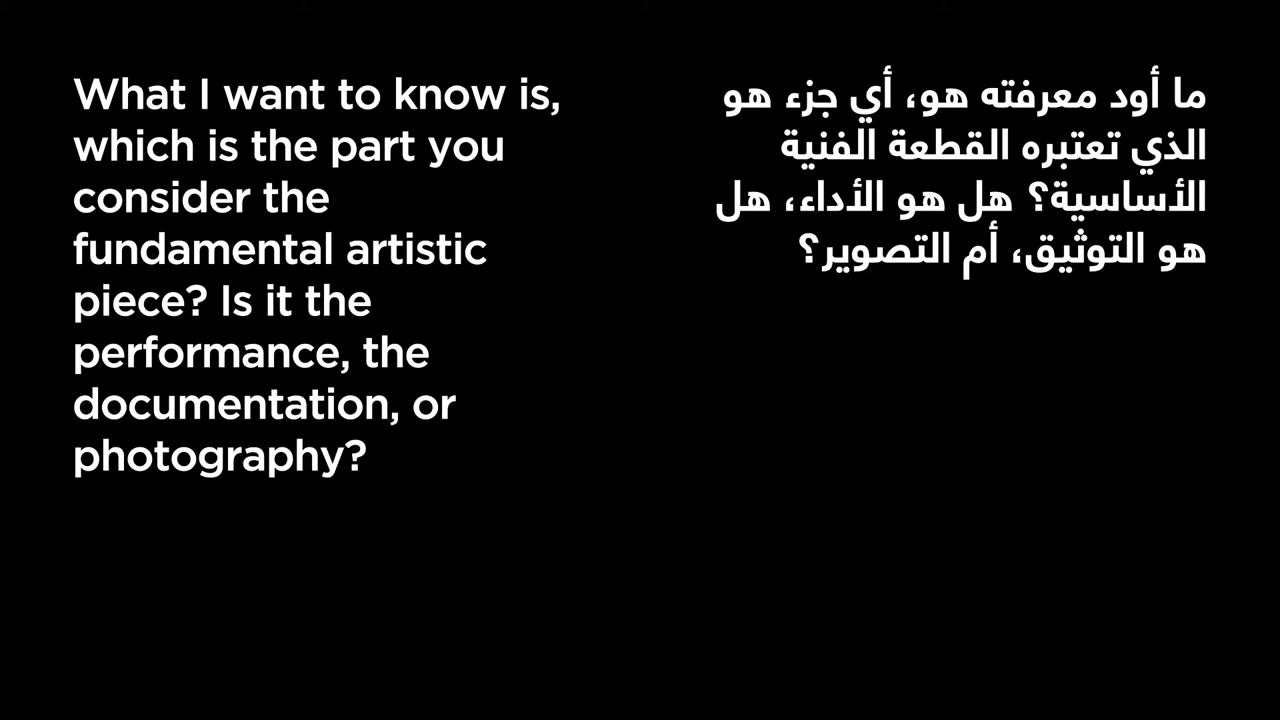 What I want to know is,
which is the part you
consider the
fundamental artistic
piece? Is it the
performance, the
documentation, or
photography?
ما أود معرفته هو، أي جزء هو
الذي تعتبره القطعة الفنية
الأساسية؟ هل هو الأداء، هل
هو التوثيق، أم التصوير؟